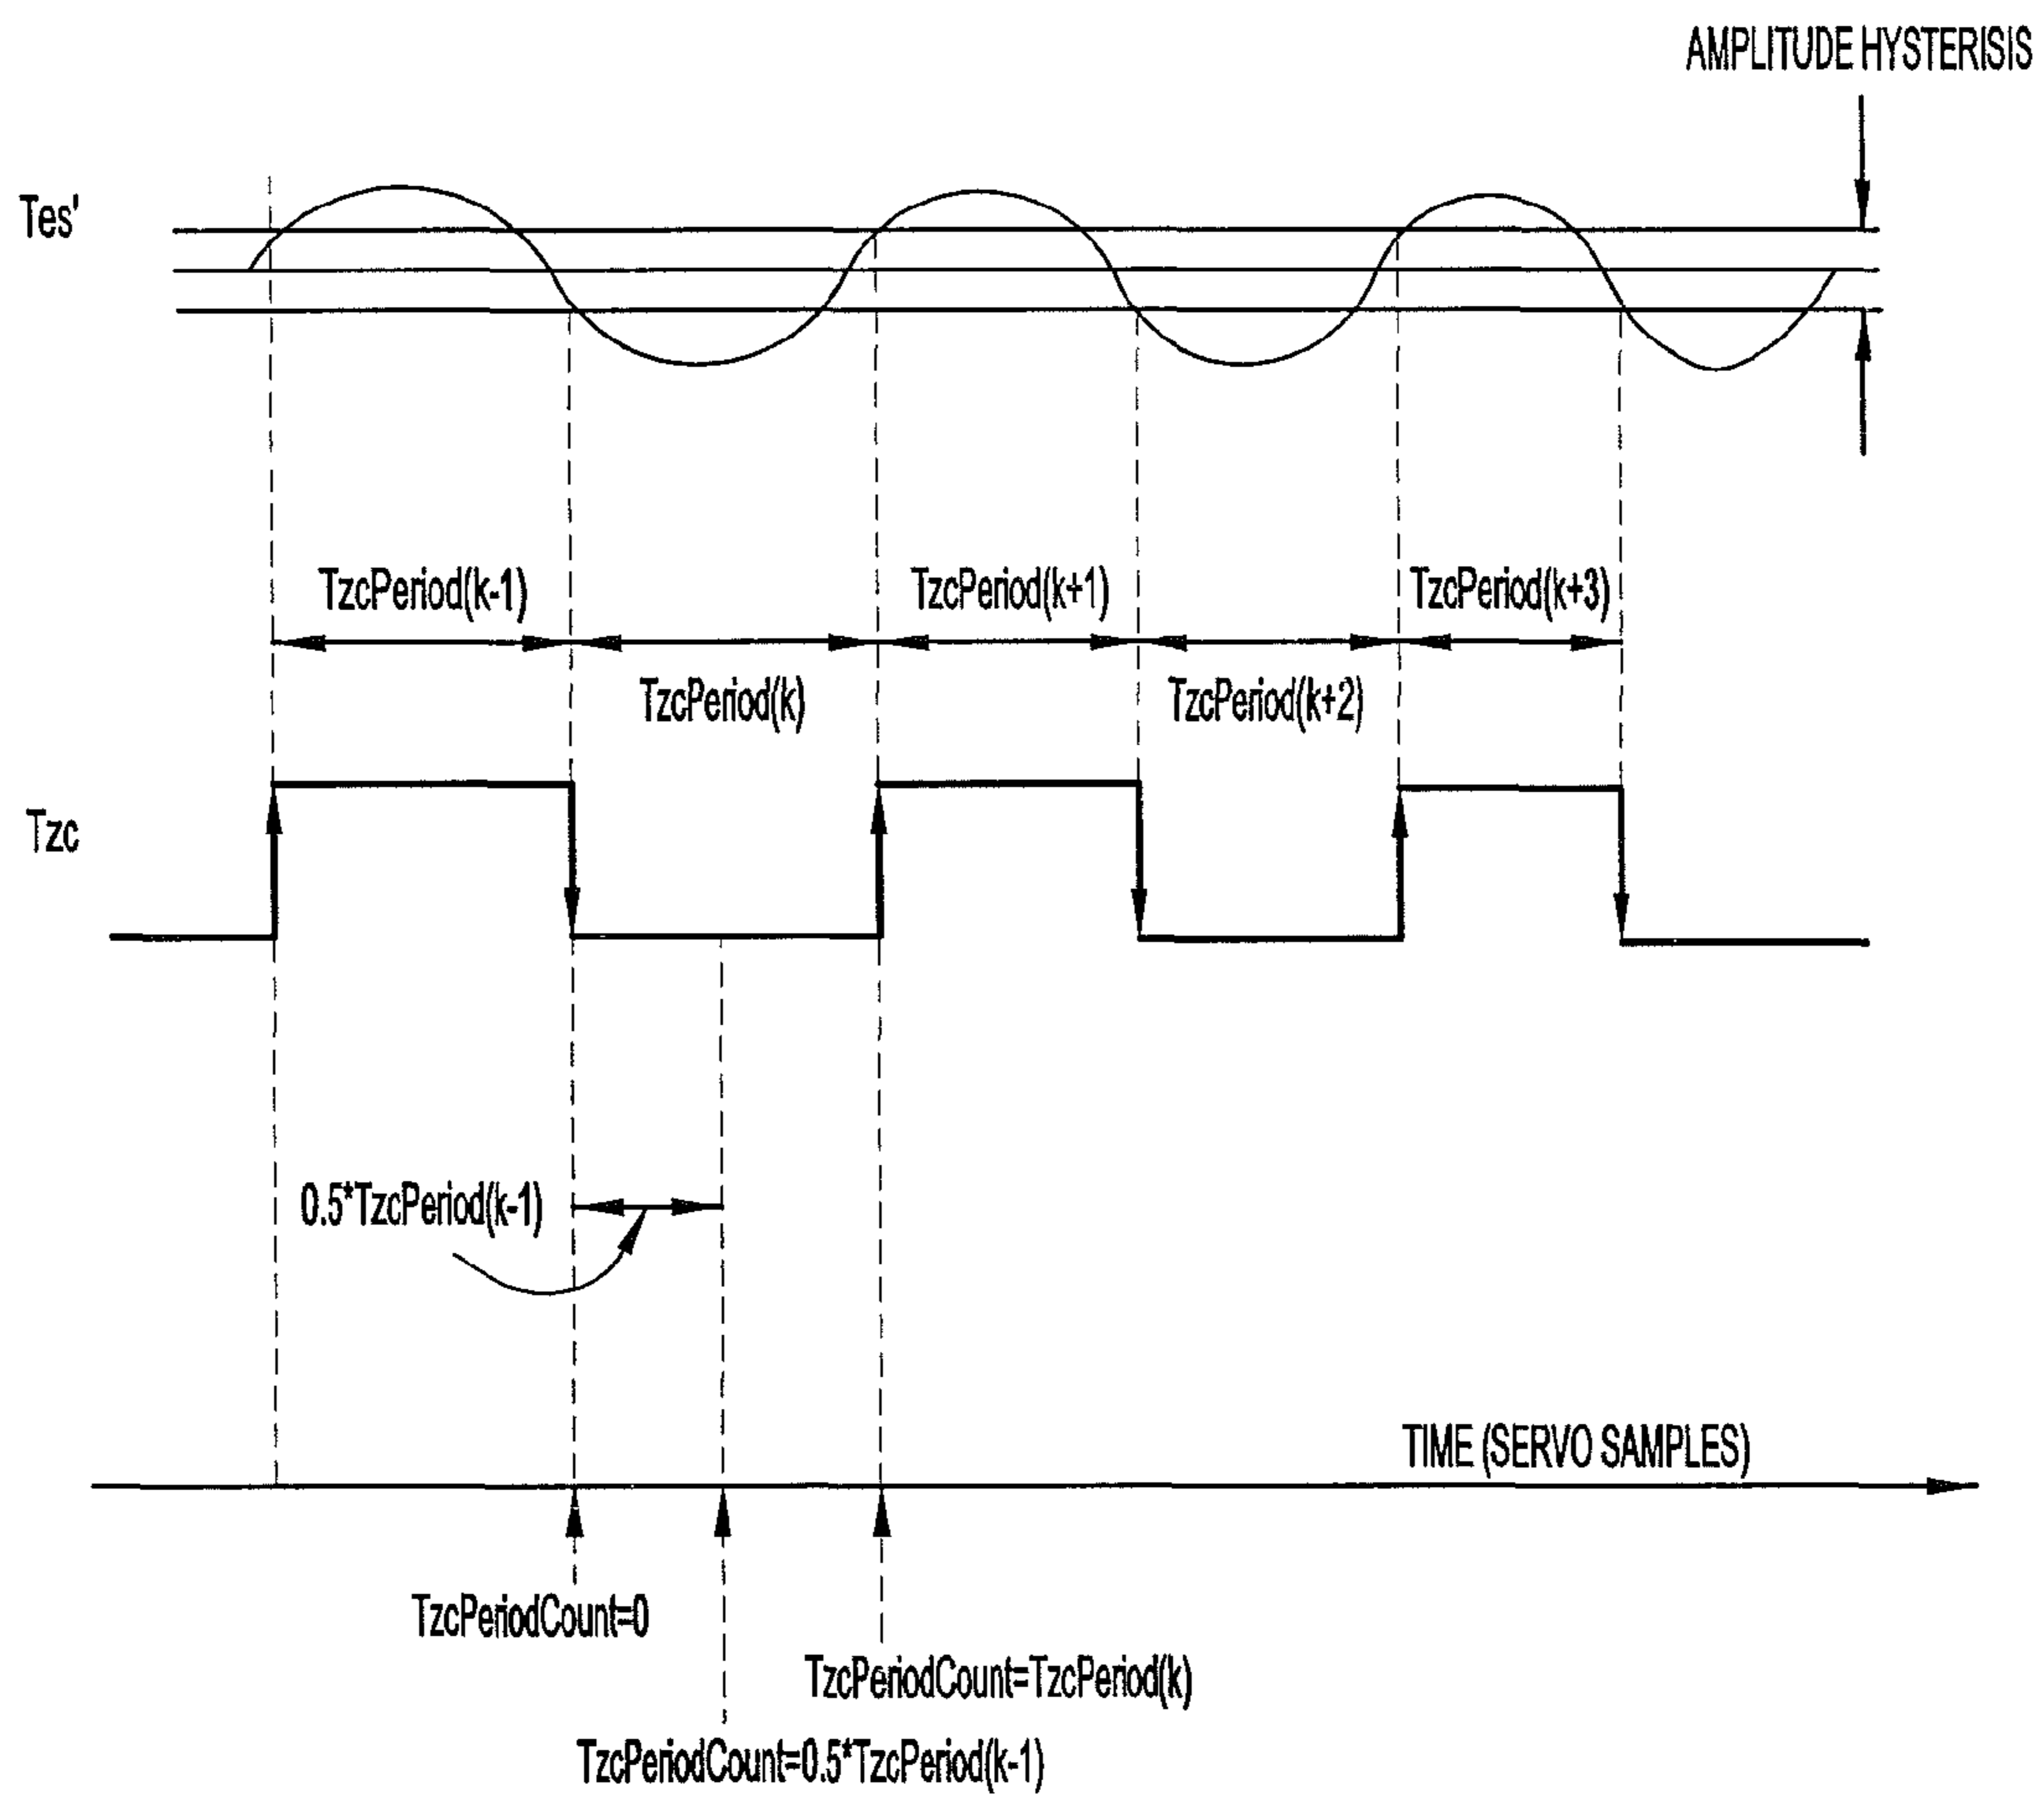 AMPLITUDE HYSTERISIS
Tes'
TzcPeriod(k-1)
TzcPeriod(k+1)
TzcPeriod(k+3)
TzcPeriod(k)
TzcPeriod(k+2)
Tzc
0.5*TzcPeriod(k-1)
TIME (SERVO SAMPLES)
TzcPeriodCount=0
TzcPeriodCount=TzcPeriod(k)
TzcPeriodCount=0.5*TzcPeriod(k-1)